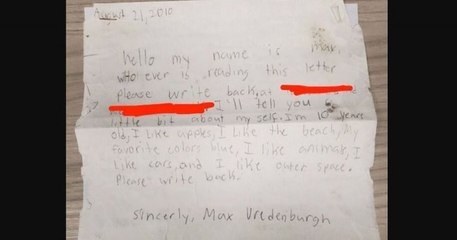 August 21, 2010
Hello my name is Max,
who ever is reading this letter
please write back at
I'll tell you a
little bit about my self. I'm 10 years
old, I like apples, I like the beach, My
favorite colors blue, I like animals, I
like cars, and I like outer space.
Please write back.
Sincerly, Max Vredenburgh